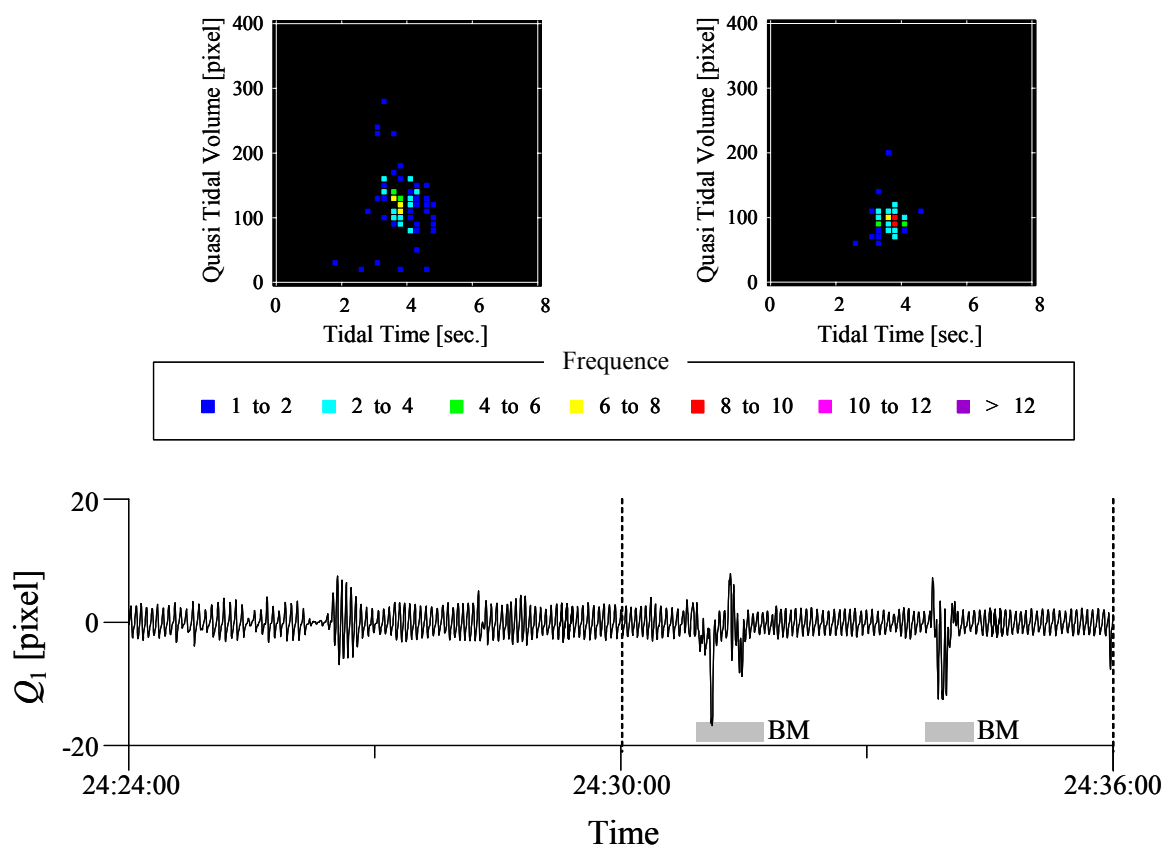 400
300
200
100
0
Quasi Tidal Volume [pixel]
0 2 4 6 8
Tidal Time [sec.]
400
300
200
100
0
Quasi Tidal Volume [pixel]
0 2 4 6 8
Tidal Time [sec.]
Frequence
1 to 2 2 to 4 4 to 6 6 to 8 8 to 10 10 to 12 > 12
20
0
-20
Q1 [pixel]
BM BM
24:24:00 24:30:00 24:36:00
Time